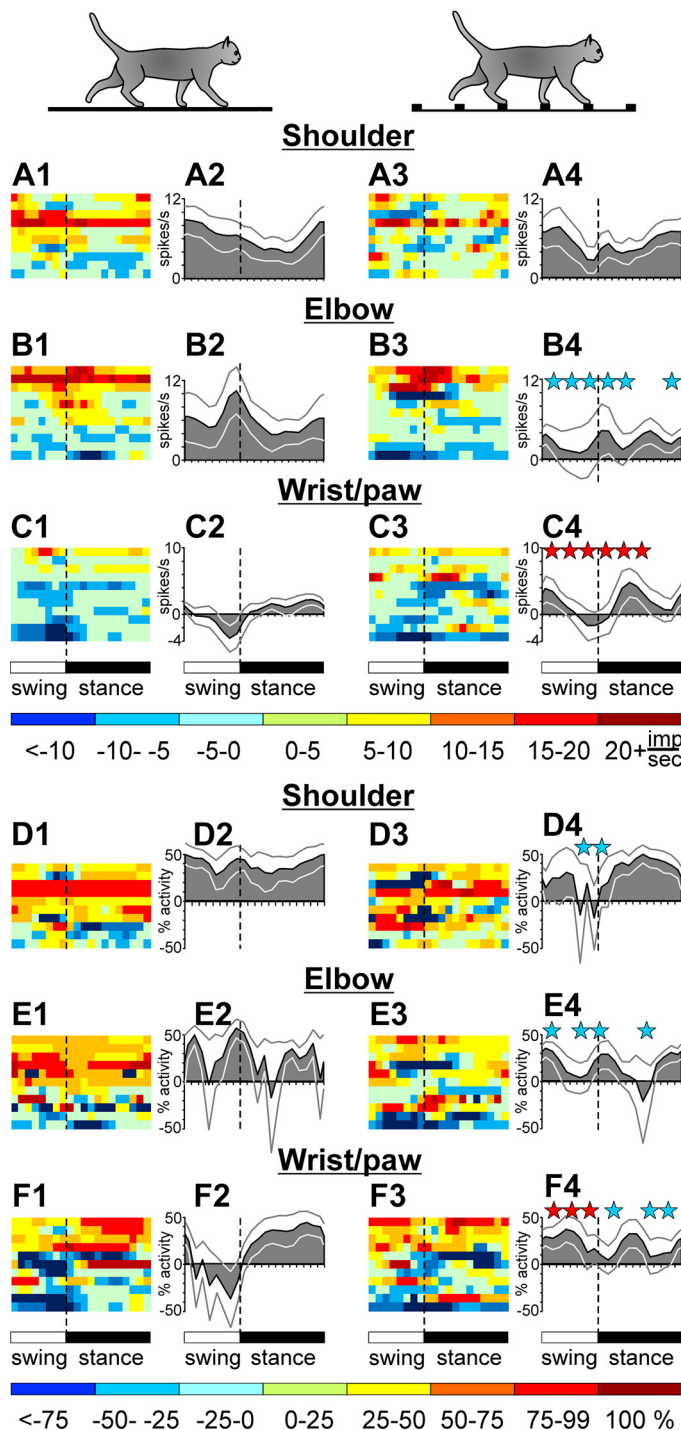 Shoulder
A1 A2 A3 A4
12
spikes/s
0
12
spikes/s
0
Elbow
B1 B2 B3 B4
12
spikes/s
0
12
spikes/s
0
Wrist/paw
C1 C2 C3 C4
10
spikes/s
0
-4
10
spikes/s
0
-4
swing stance swing stance swing stance swing stance
<-10 -10- -5 -5-0 0-5 5-10 10-15 15-20 20+ imp
sec
Shoulder
D1 D2 D3 D4
50
% activity
0
-50
50
% activity
0
-50
Elbow
E1 E2 E3 E4
50
% activity
0
-50
50
% activity
0
-50
Wrist/paw
F1 F2 F3 F4
50
% activity
0
-50
50
% activity
0
-50
swing stance swing stance swing stance swing stance
<-75 -50- -25 -25-0 0-25 25-50 50-75 75-99 100 %